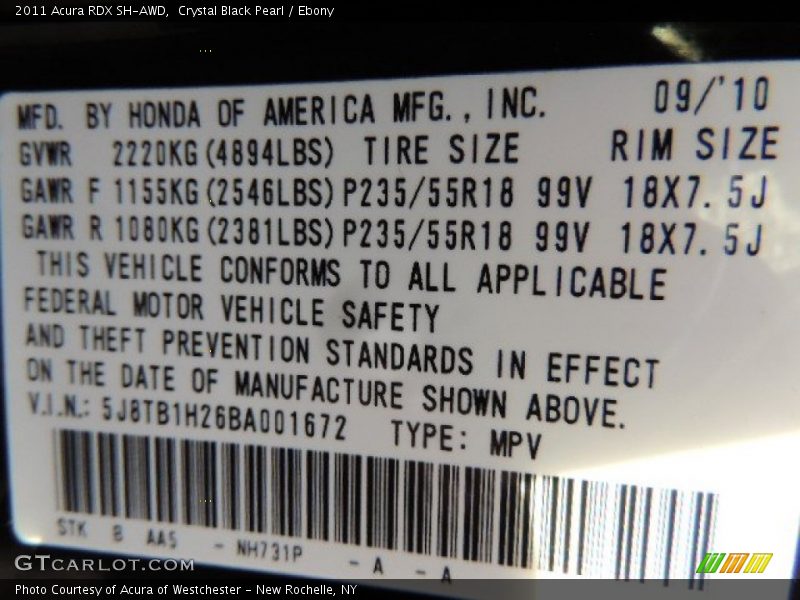 2011 Acura RDX SH-AWD,  Crystal Black Pearl / Ebony
MFD. BY HONDA OF AMERICA MFG., INC. 09/'10
GVWR 2220KG(4894LBS) TIRE SIZE RIM SIZE
GAWR F 1155KG(2546LBS)P235/55R18 99V 18X7.5J
GAWR R 1080KG(2381LBS)P235/55R18 99V 18X7.5J
THIS VEHICLE CONFORMS TO ALL APPLICABLE
FEDERAL MOTOR VEHICLE SAFETY
AND THEFT PREVENTION STANDARDS IN EFFECT
ON THE DATE OF MANUFACTURE SHOWN ABOVE.
V.I.N.: 5J8TB1H26BA001672 TYPE: MPV
STK B AA5 - NH731P - A - A
GTCARLOT.COM
Photo Courtesy of Acura of Westchester - New Rochelle, NY